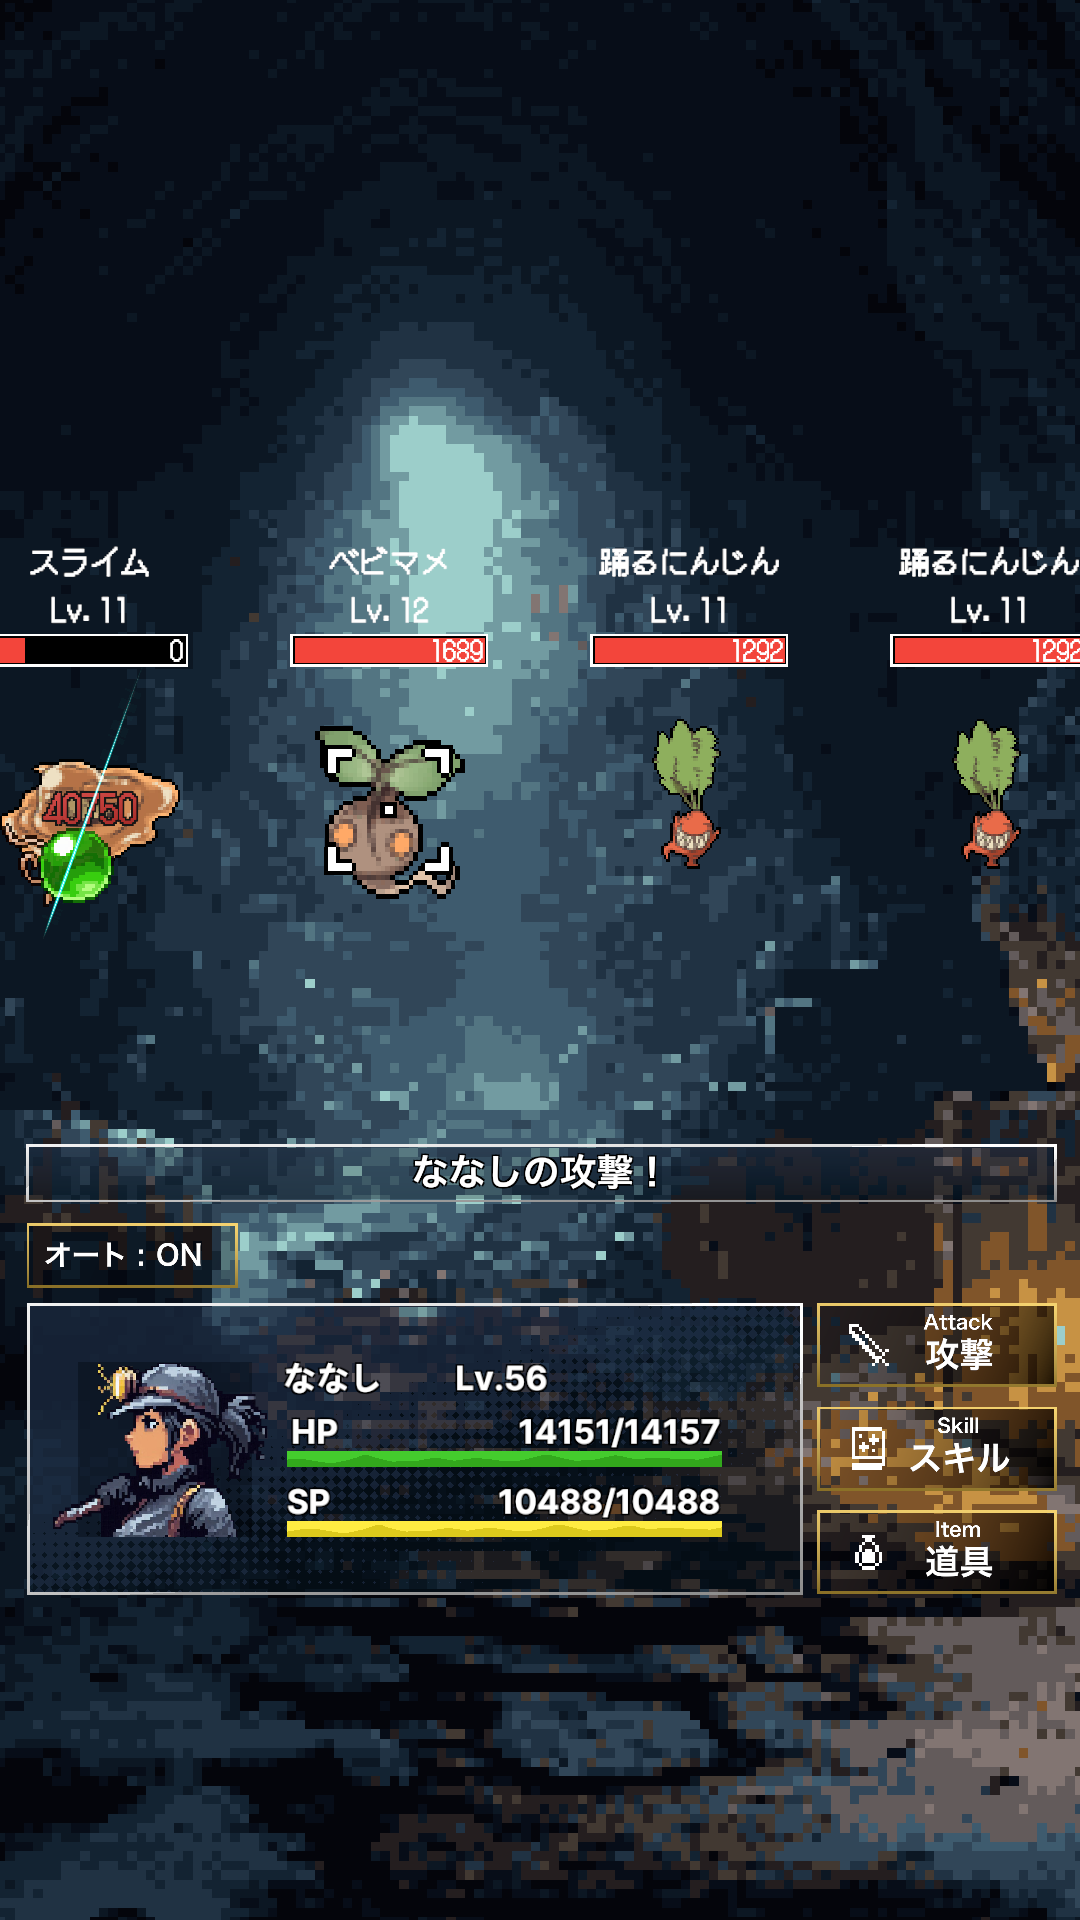 スライム
Lv. 11
0
ベビマメ
Lv. 12
1689
踊るにんじん
Lv. 11
1292
踊るにんじん
Lv. 11
1292
ななしの攻撃！
オート：ON
ななし Lv.56
HP 14151/14157
SP 10488/10488
Attack
攻撃
Skill
スキル
Item
道具